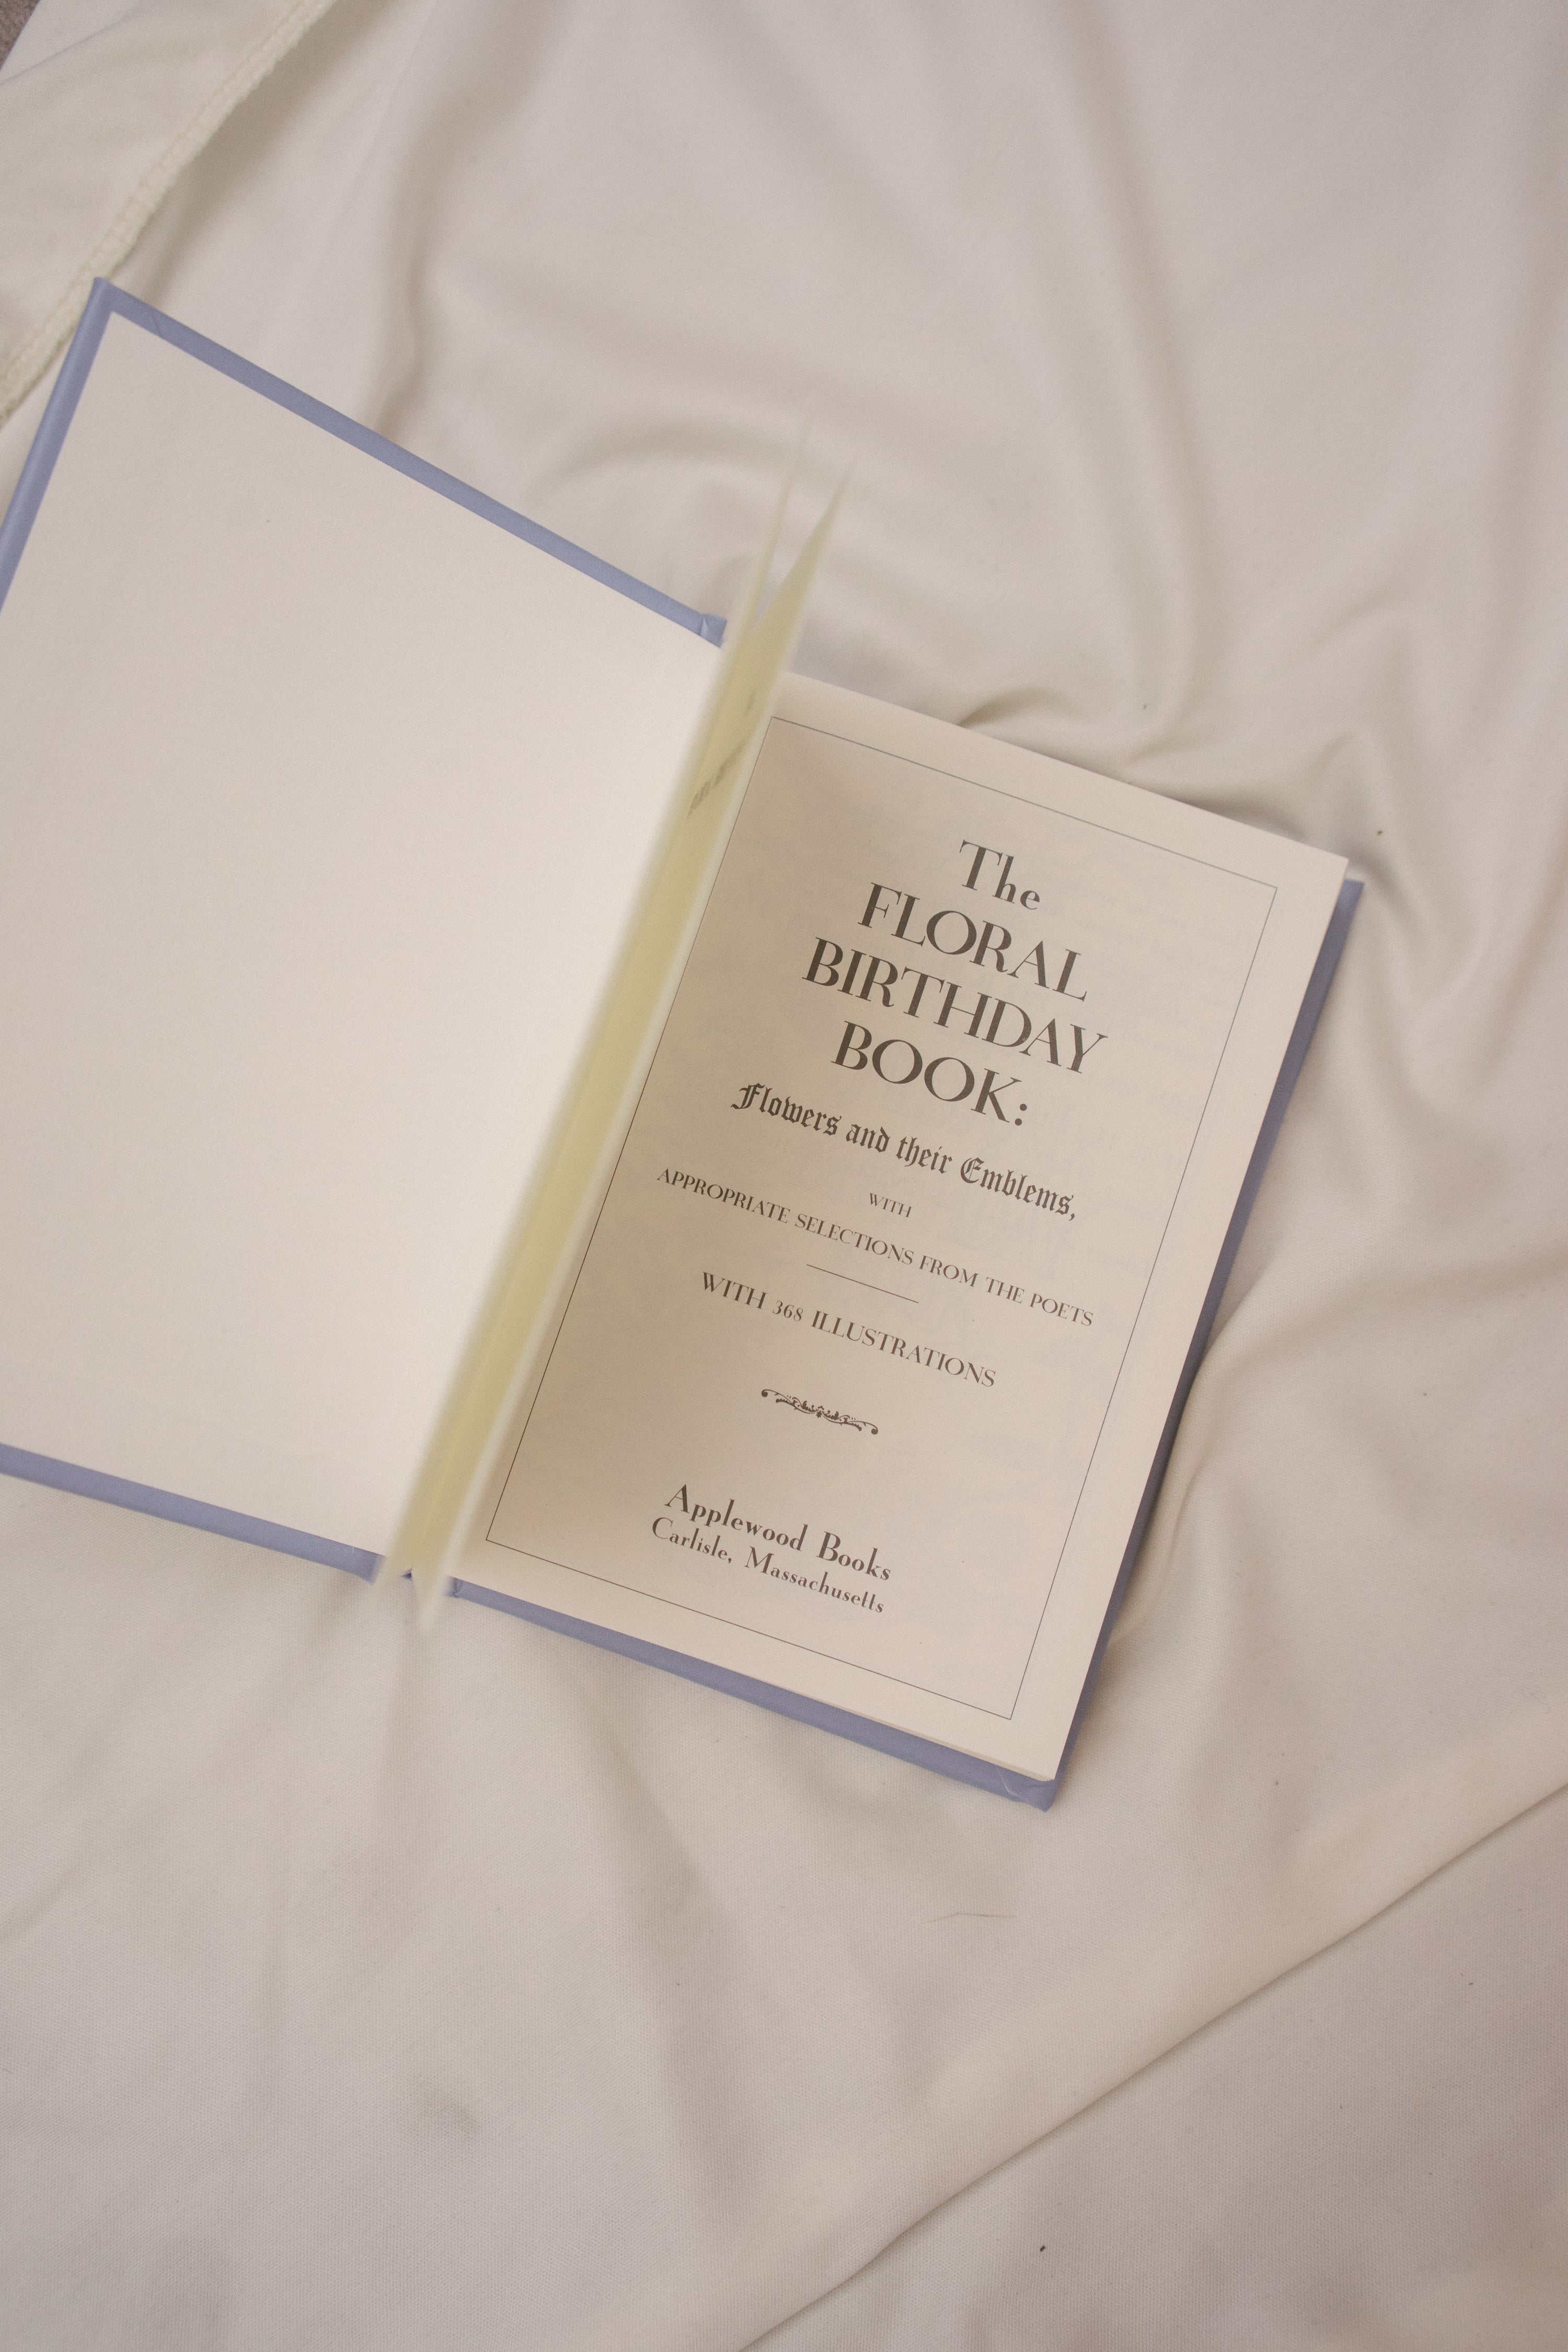 The
FLORAL
BIRTHDAY
BOOK:
Flowers and their Emblems,
WITH
APPROPRIATE SELECTIONS FROM THE POETS
WITH 368 ILLUSTRATIONS
Applewood Books
Carlisle, Massachusetts